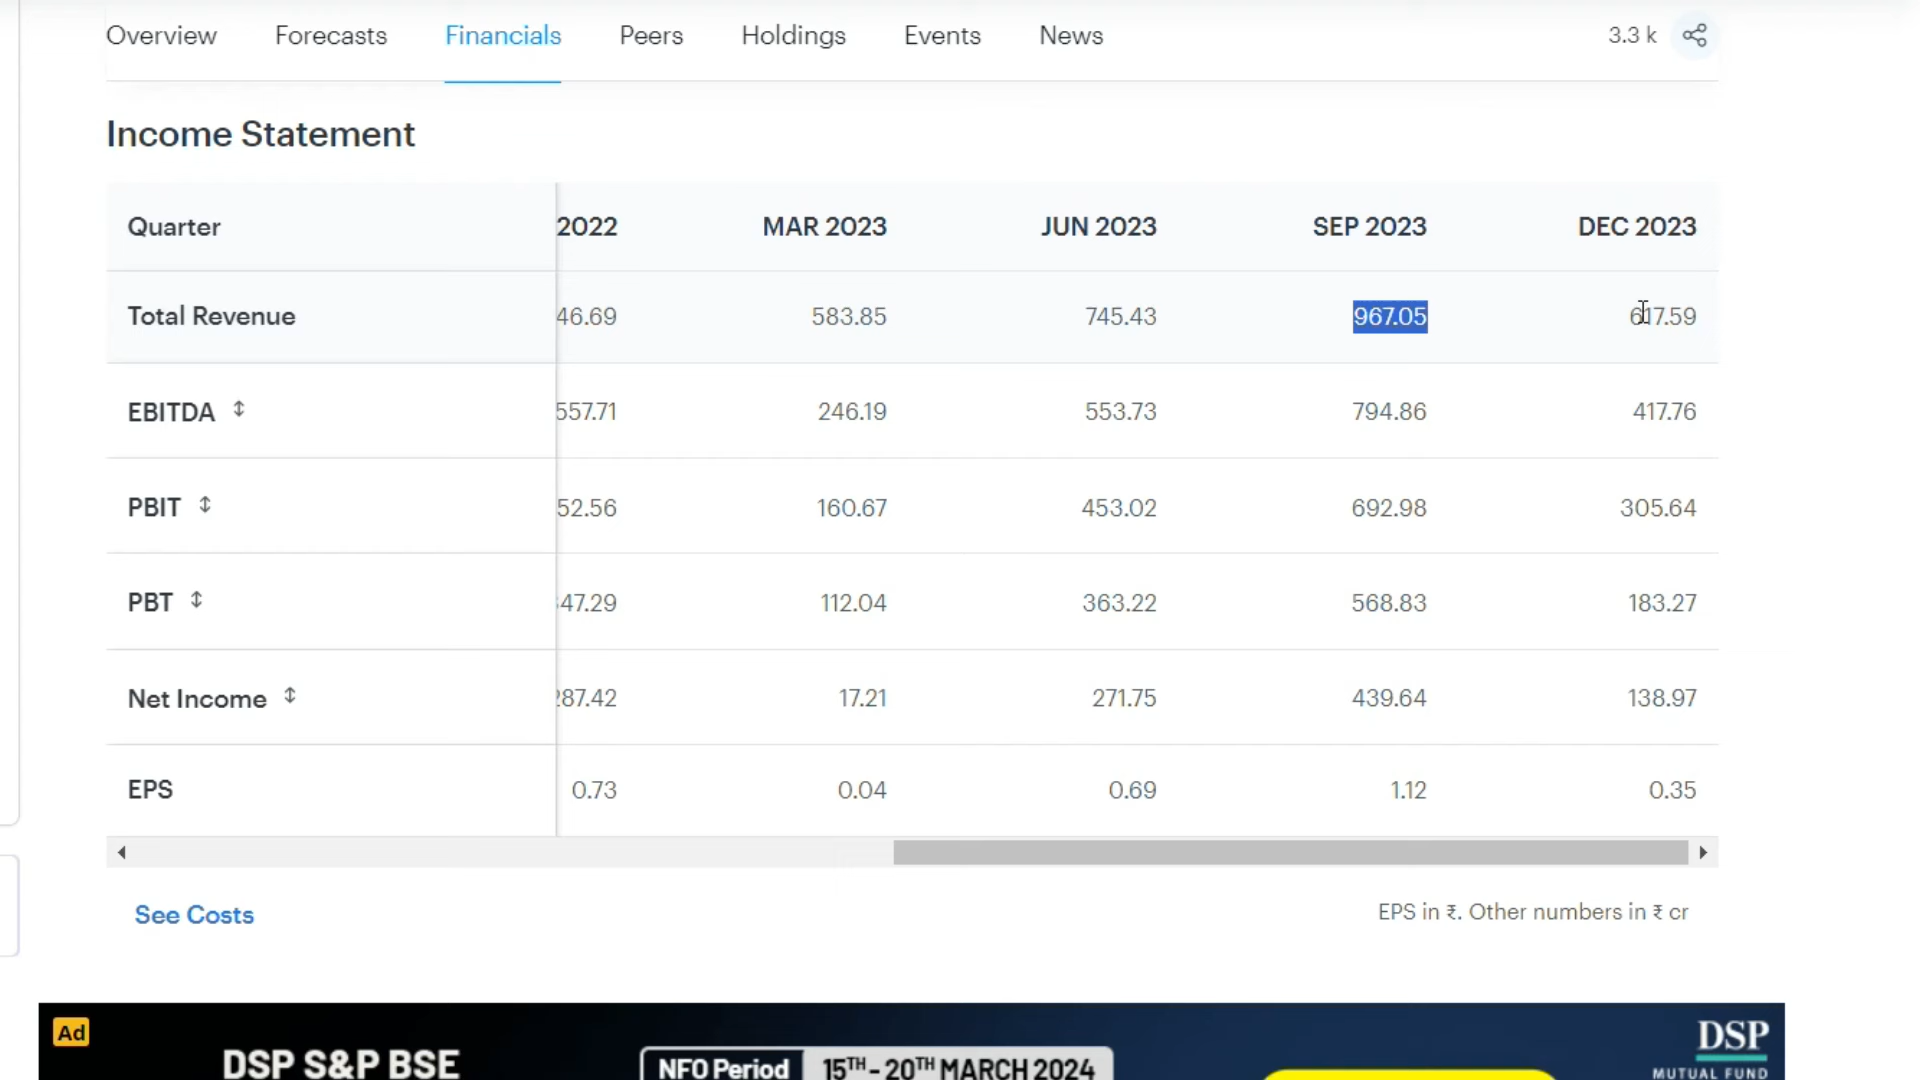 Overview Forecasts Financials Peers Holdings Events News 3.3 k
Income Statement
Quarter 2022 MAR 2023 JUN 2023 SEP 2023 DEC 2023
Total Revenue 46.69 583.85 745.43 967.05 617.59
EBITDA 557.71 246.19 553.73 794.86 417.76
PBIT 52.56 160.67 453.02 692.98 305.64
PBT 47.29 112.04 363.22 568.83 183.27
Net Income 87.42 17.21 271.75 439.64 138.97
EPS 0.73 0.04 0.69 1.12 0.35
See Costs EPS in ₹. Other numbers in ₹ cr
Ad
DSP S&P BSE NFO Period 15TH - 20TH MARCH 2024 DSP
MUTUAL FUND